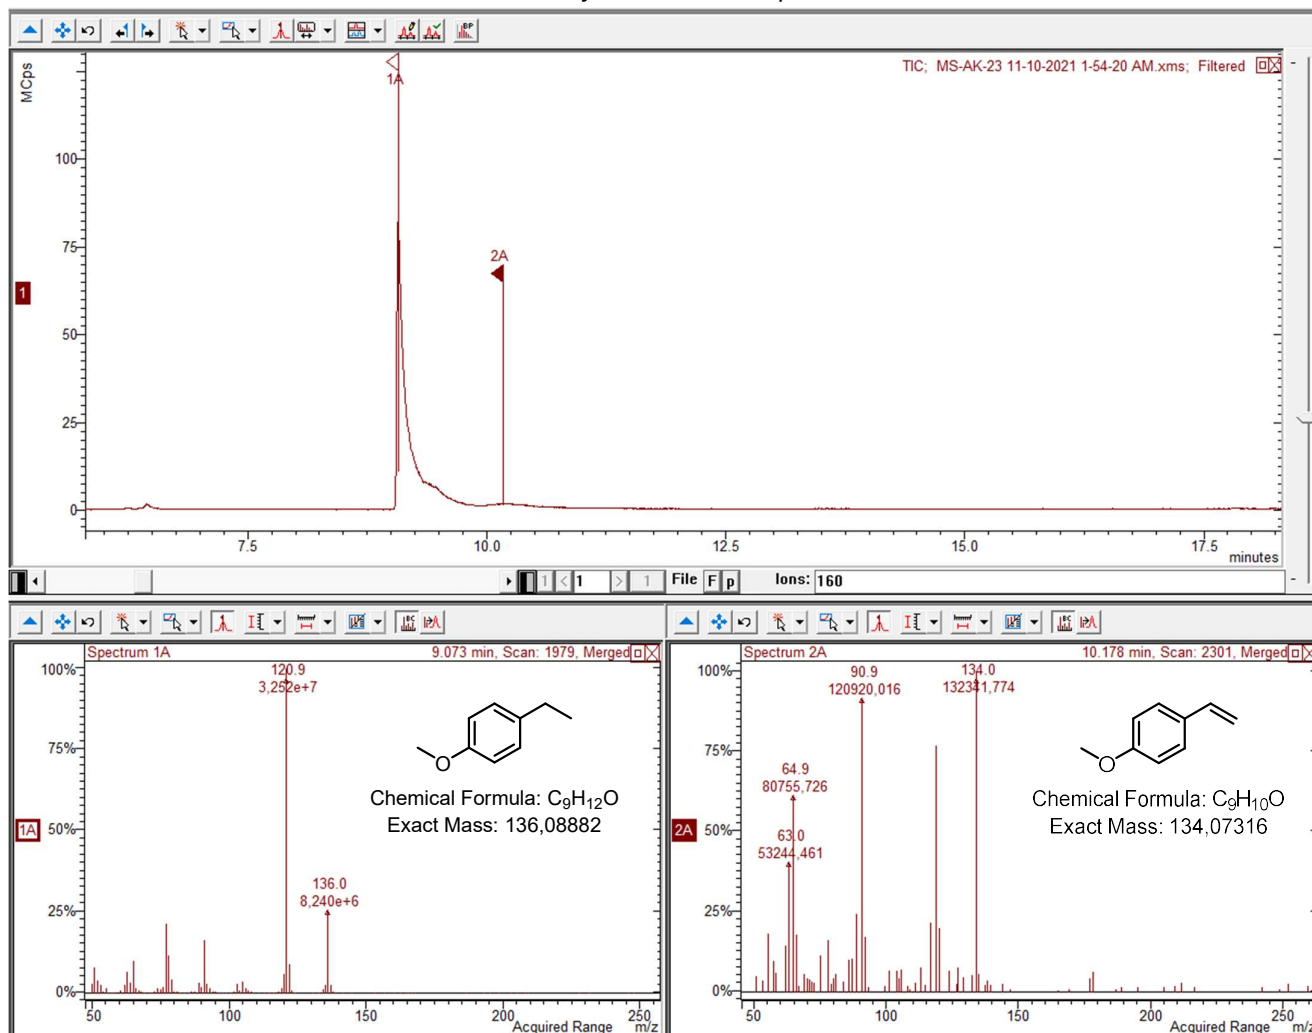 TIC; MS-AK-23 11-10-2021 1-54-20 AM.xms; Filtered
MCps
1A
100
75
2A
50
25
0
1
7.5
10.0
12.5
15.0
17.5
minutes
1
1
1
File
F
p
Ions:
160
Spectrum 1A
9.073 min, Scan: 1979, Merged
100%
120.9
3,252e+7
75%
Chemical Formula: C₉H₁₂O
Exact Mass: 136,08882
O
1A
50%
136.0
8,240e+6
25%
0%
50
100
150
200
250
Acquired Range
m/z
Spectrum 2A
10.178 min, Scan: 2301, Merged
100%
90.9
120920,016
134.0
132341,774
75%
64.9
80755,726
O
Chemical Formula: C₉H₁₀O
Exact Mass: 134,07316
2A
50%
63.0
53244,461
25%
0%
50
100
150
200
250
Acquired Range
m/z